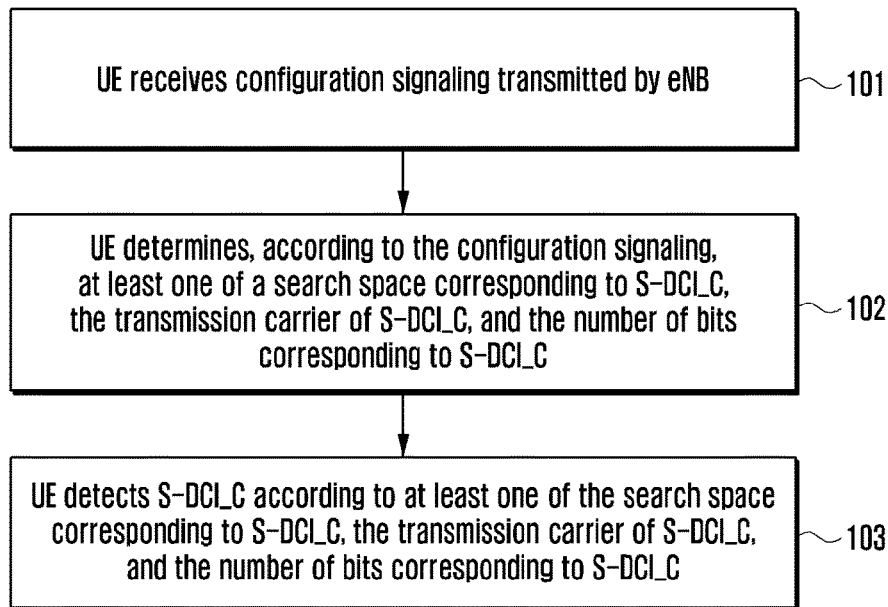 UE receives configuration signaling transmitted by eNB
101
UE determines, according to the configuration signaling,
at least one of a search space corresponding to S-DCI_C,
the transmission carrier of S-DCI_C, and the number of bits
corresponding to S-DCI_C
102
UE detects S-DCI_C according to at least one of the search space
corresponding to S-DCI_C, the transmission carrier of S-DCI_C,
and the number of bits corresponding to S-DCI_C
103